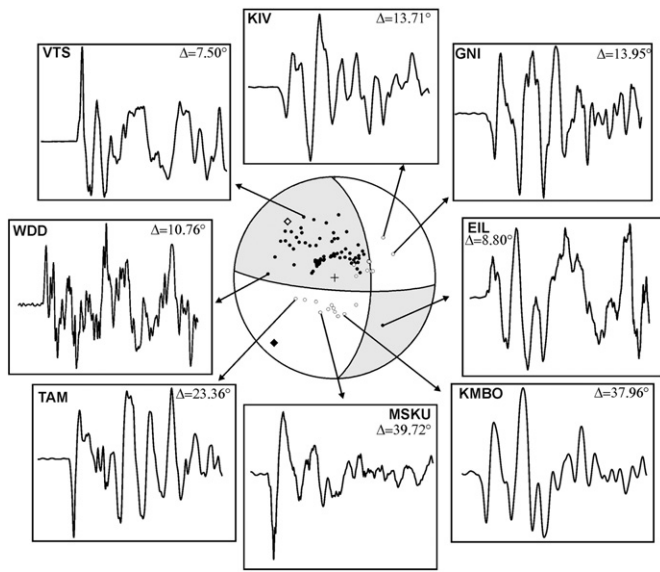 KIV
Δ=13.71°
VTS
Δ=7.50°
GNI
Δ=13.95°
WDD
Δ=10.76°
EIL
Δ=8.80°
TAM
Δ=23.36°
MSKU
Δ=39.72°
KMBO
Δ=37.96°